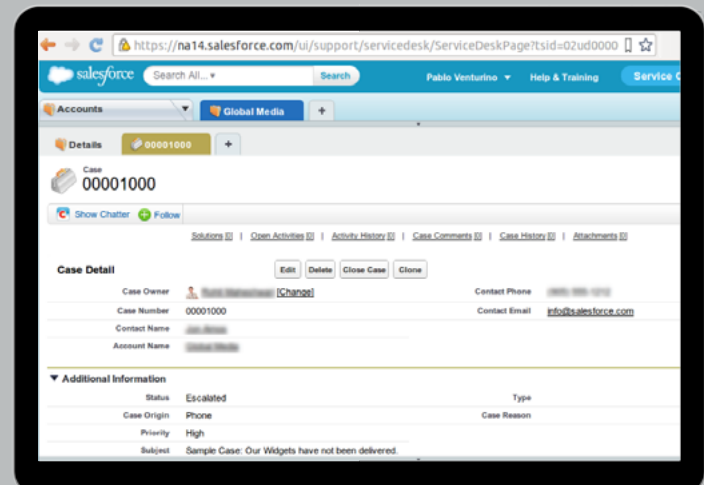 https://na14.salesforce.com/ui/support/servicedesk/ServiceDeskPage?tsid=02ud0000
salesforce Search All... Search Pablo Venturino Help & Training Service
Accounts Global Media +
Details 00001000 +
Case
00001000
Show Chatter Follow
Solutions [0] | Open Activities [0] | Activity History [0] | Case Comments [0] | Case History [0] | Attachments [0]
Case Detail Edit Delete Close Case Clone
Case Owner [Change] Contact Phone
Case Number 00001000 Contact Email info@salesforce.com
Contact Name
Account Name
Additional Information
Status Escalated Type
Case Origin Phone Case Reason
Priority High
Subject Sample Case: Our Widgets have not been delivered.